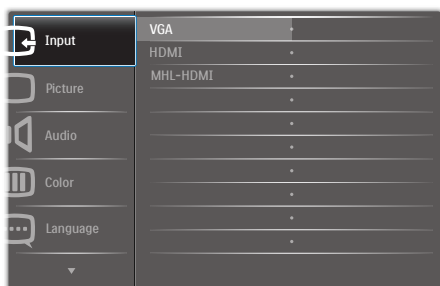 Input
Picture
Audio
Color
Language
VGA
HDMI
MHL-HDMI